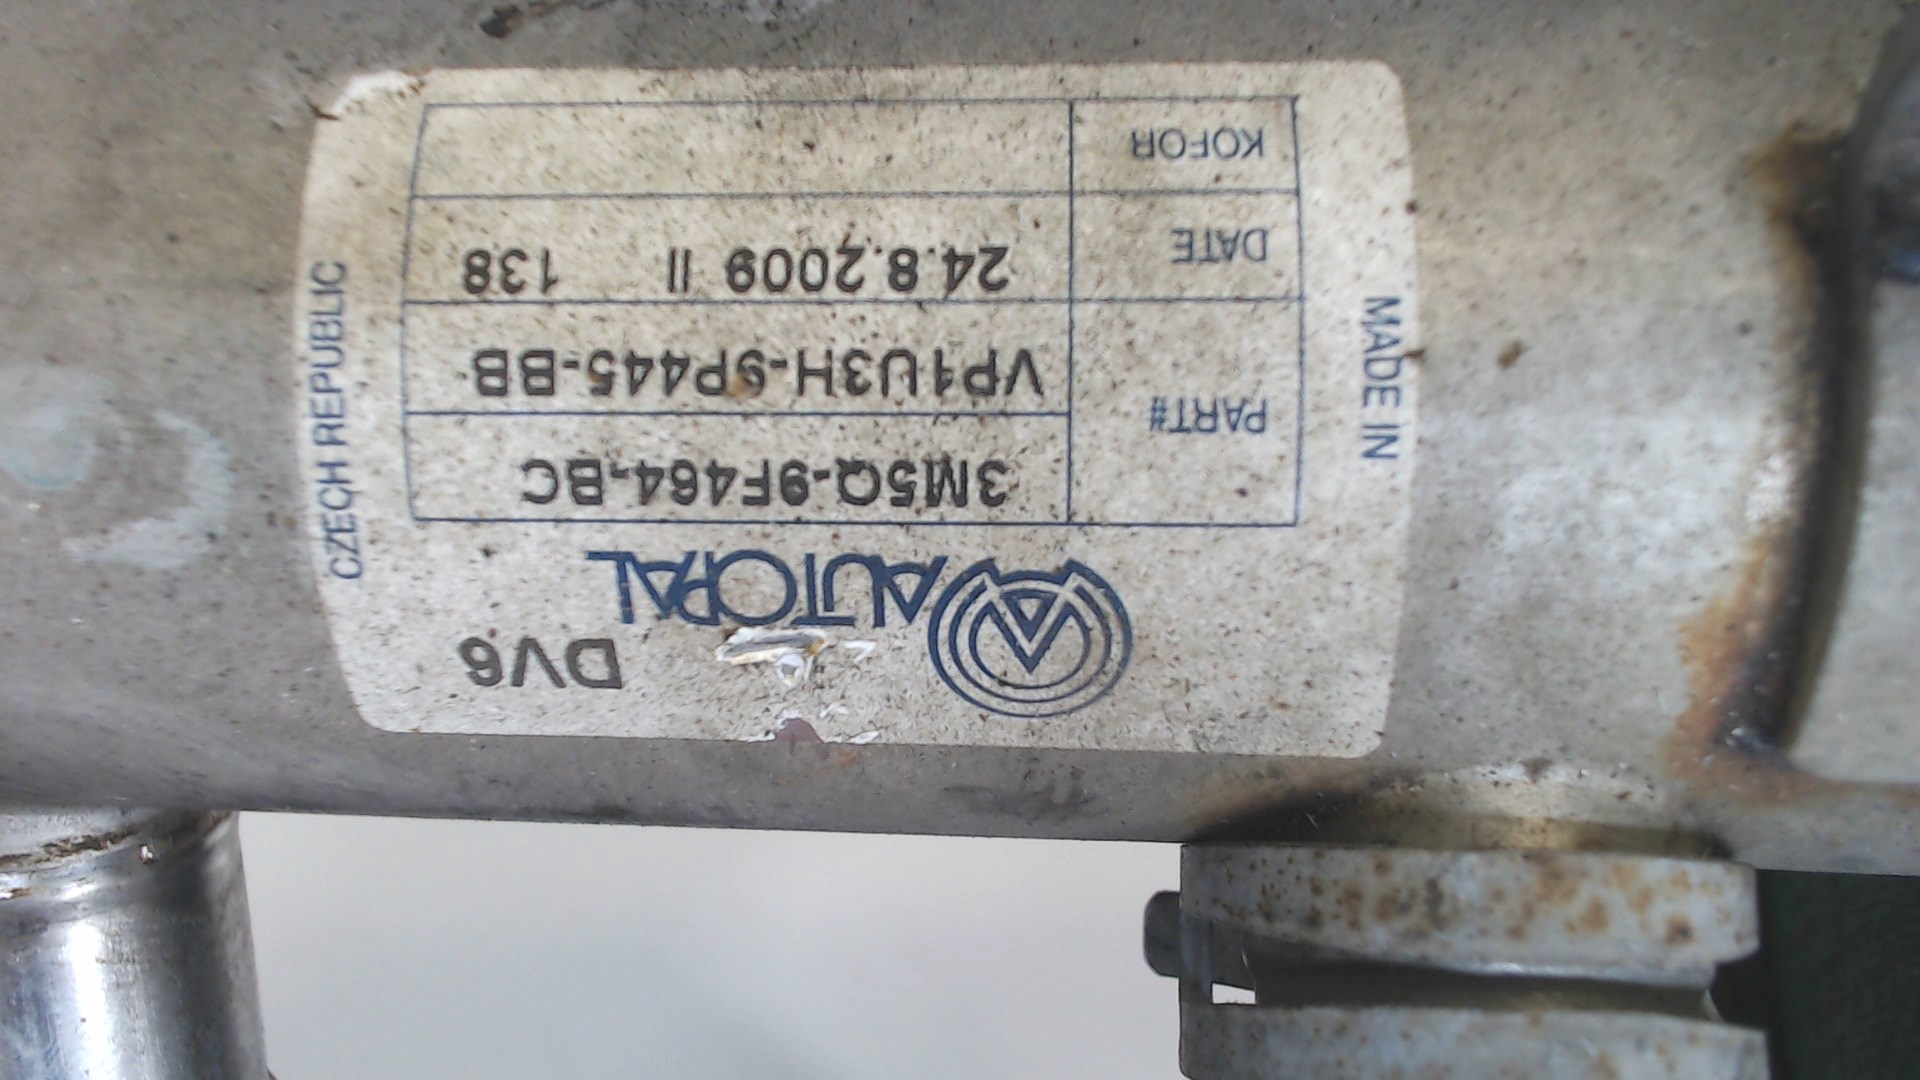 DV6
AUTOPAL
MADE IN
PART#
3M5Q-9F464-BC
VP1U3H-9P445-BB
DATE
24.8.2009 II 138
KOFOR
CZECH REPUBLIC